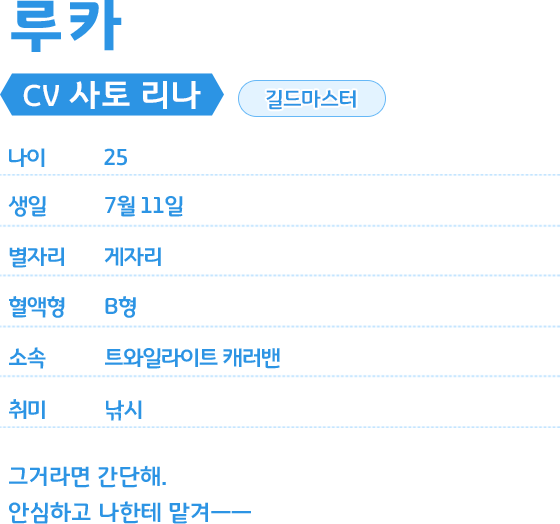 루카
CV 사토 리나
길드마스터
나이 25
생일 7월 11일
별자리 게자리
혈액형 B형
소속 트와일라이트 캐러밴
취미 낚시
그거라면 간단해.
안심하고 나한테 맡겨——